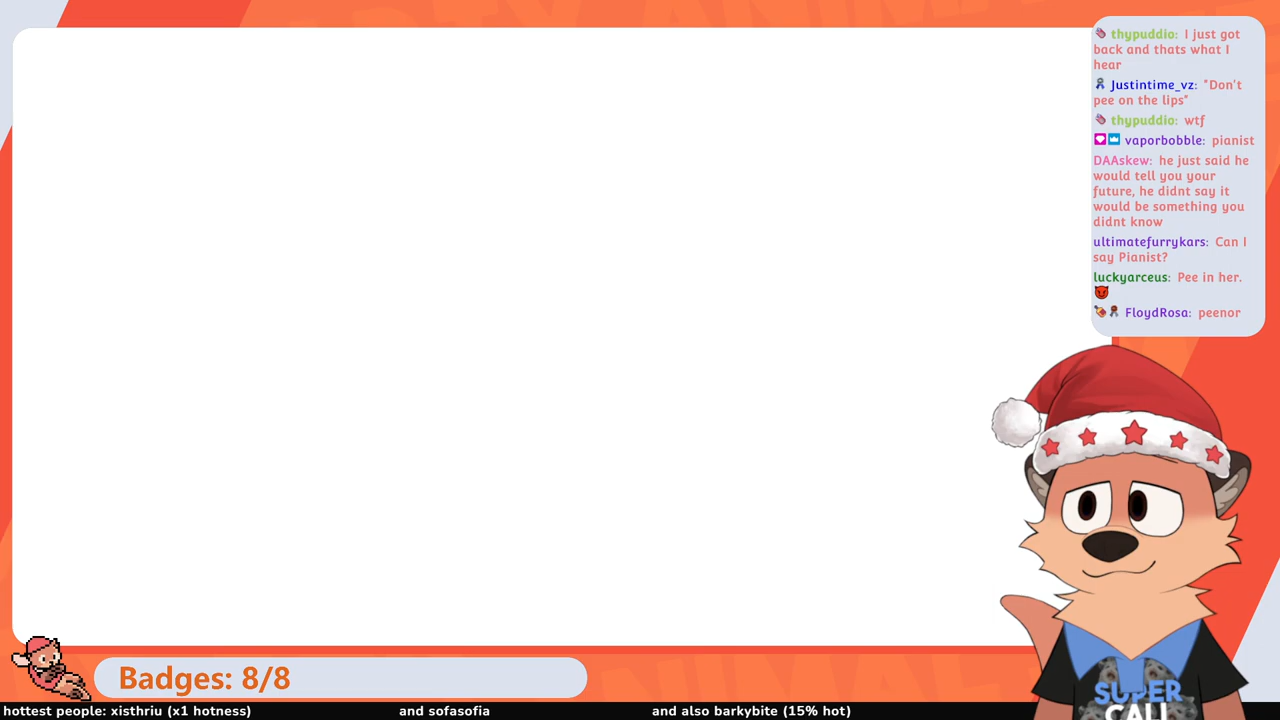 thypuddio: I just got
back and thats what I
hear
Justintime_vz: "Don't
pee on the lips"
thypuddio: wtf
vaporbobble: pianist
DAAskew: he just said he
would tell you your
future, he didnt say it
would be something you
didnt know
ultimatefurrykars: Can I
say Pianist?
luckyarceus: Pee in her.
FloydRosa: peenor
SUPER
CALL
Badges: 8/8
hottest people: xisthriu (x1 hotness) and sofasofia and also barkybite (15% hot)